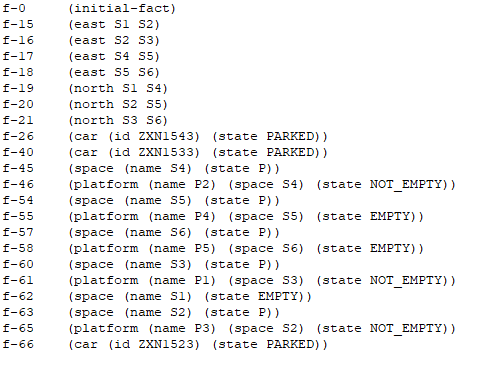 f-0     (initial-fact)
f-15    (east S1 S2)
f-16    (east S2 S3)
f-17    (east S4 S5)
f-18    (east S5 S6)
f-19    (north S1 S4)
f-20    (north S2 S5)
f-21    (north S3 S6)
f-26    (car (id ZXN1543) (state PARKED))
f-40    (car (id ZXN1533) (state PARKED))
f-45    (space (name S4) (state P))
f-46    (platform (name P2) (space S4) (state NOT_EMPTY))
f-54    (space (name S5) (state P))
f-55    (platform (name P4) (space S5) (state EMPTY))
f-57    (space (name S6) (state P))
f-58    (platform (name P5) (space S6) (state EMPTY))
f-60    (space (name S3) (state P))
f-61    (platform (name P1) (space S3) (state NOT_EMPTY))
f-62    (space (name S1) (state EMPTY))
f-63    (space (name S2) (state P))
f-65    (platform (name P3) (space S2) (state NOT_EMPTY))
f-66    (car (id ZXN1523) (state PARKED))